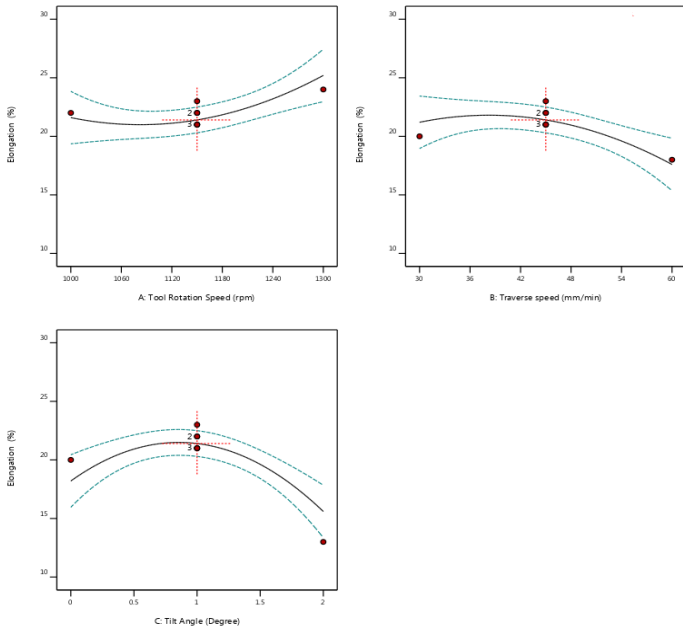 30
25
20
15
10
Elongation (%)
2
3
1000 1060 1120 1180 1240 1300
A: Tool Rotation Speed (rpm)
30
25
20
15
10
Elongation (%)
2
3
30 36 42 48 54 60
B: Traverse speed (mm/min)
30
25
20
15
10
Elongation (%)
2
3
0 0.5 1 1.5 2
C: Tilt Angle (Degree)